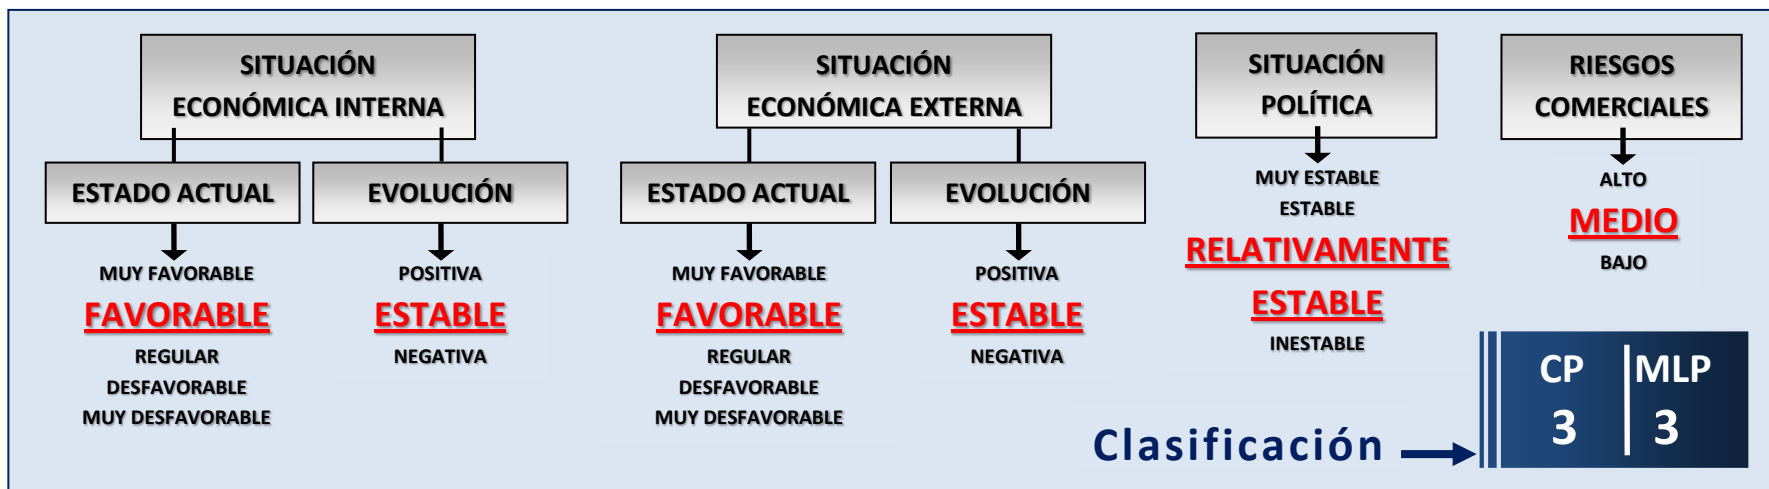 SITUACIÓN
ECONÓMICA INTERNA
ESTADO ACTUAL
MUY FAVORABLE
FAVORABLE
REGULAR
DESFAVORABLE
MUY DESFAVORABLE
EVOLUCIÓN
POSITIVA
ESTABLE
NEGATIVA
SITUACIÓN
ECONÓMICA EXTERNA
ESTADO ACTUAL
MUY FAVORABLE
FAVORABLE
REGULAR
DESFAVORABLE
MUY DESFAVORABLE
EVOLUCIÓN
POSITIVA
ESTABLE
NEGATIVA
SITUACIÓN
POLÍTICA
MUY ESTABLE
ESTABLE
RELATIVAMENTE
ESTABLE
INESTABLE
RIESGOS
COMERCIALES
ALTO
MEDIO
BAJO
Clasificación
CP MLP
3 3